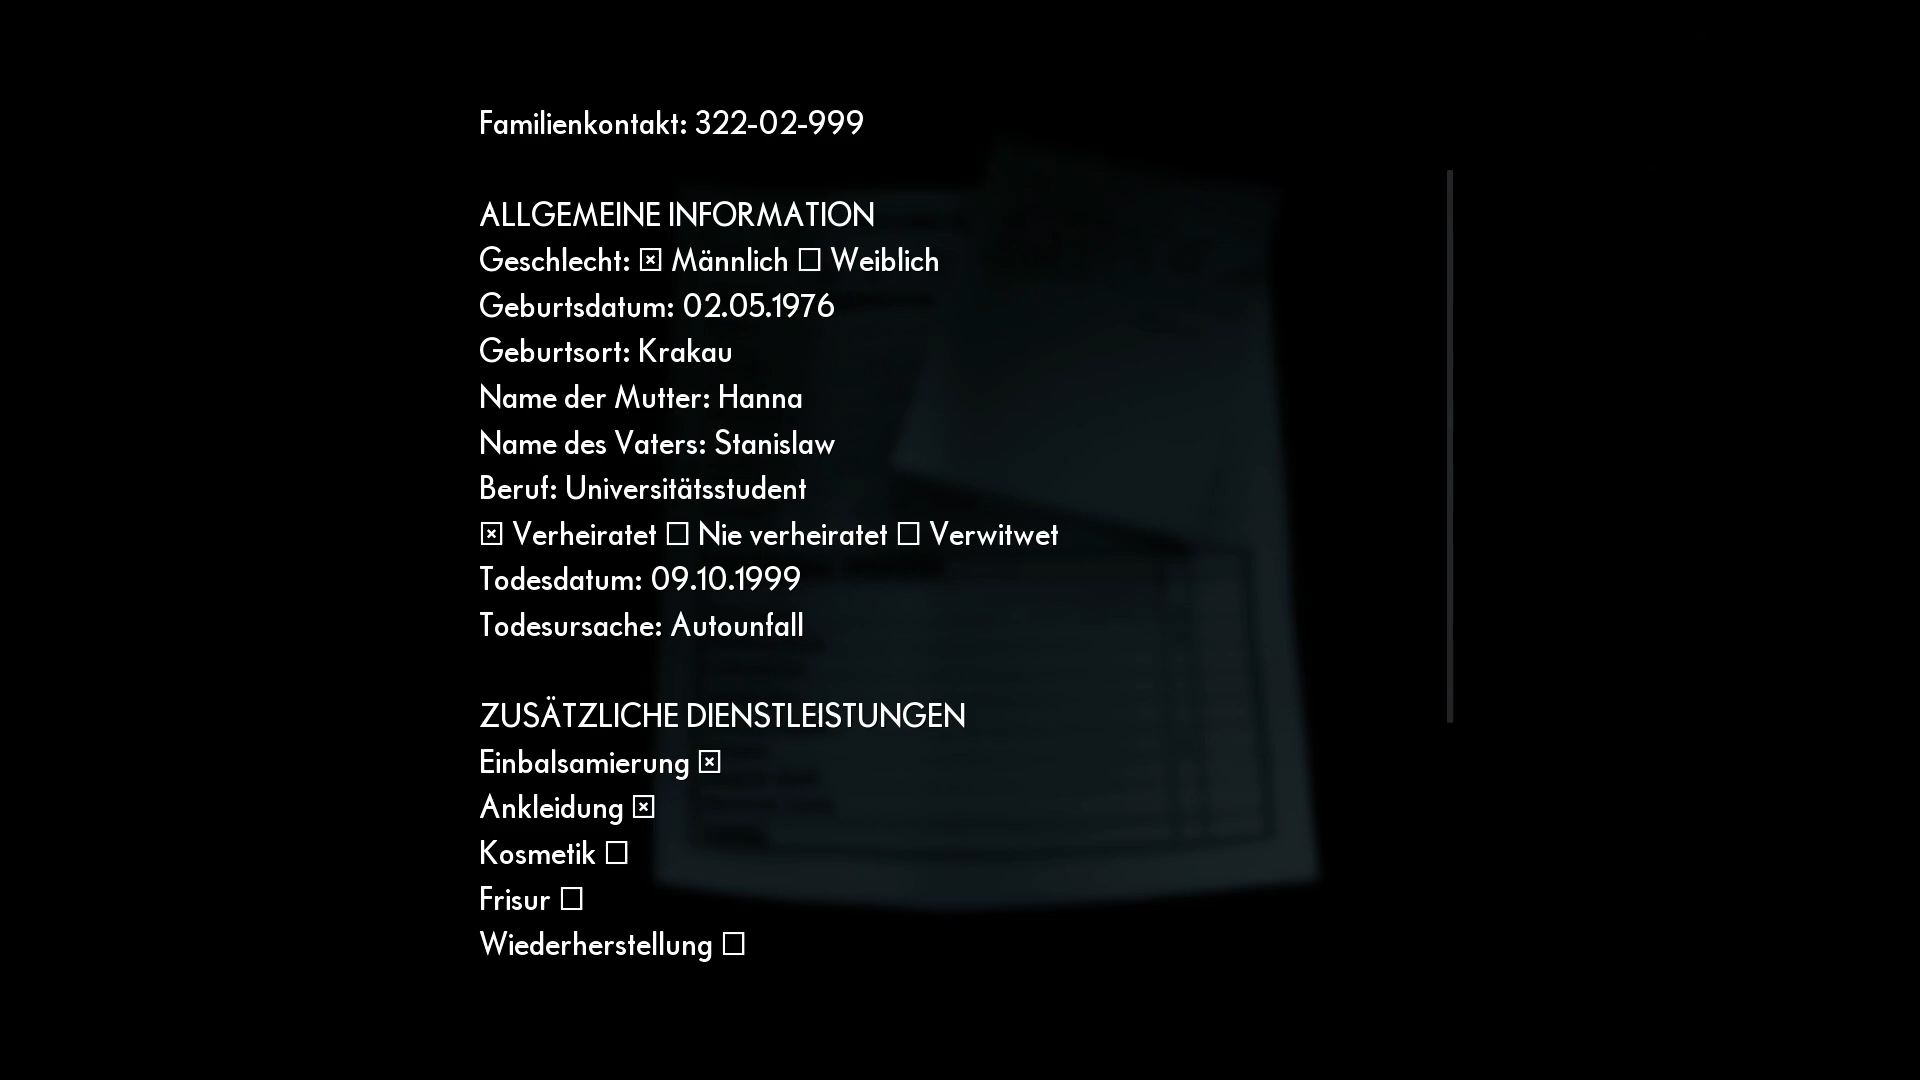 Familienkontakt: 322-02-999
ALLGEMEINE INFORMATION
Geschlecht: ☒ Männlich ☐ Weiblich
Geburtsdatum: 02.05.1976
Geburtsort: Krakau
Name der Mutter: Hanna
Name des Vaters: Stanislaw
Beruf: Universitätsstudent
☒ Verheiratet ☐ Nie verheiratet ☐ Verwitwet
Todesdatum: 09.10.1999
Todesursache: Autounfall
ZUSÄTZLICHE DIENSTLEISTUNGEN
Einbalsamierung ☒
Ankleidung ☒
Kosmetik ☐
Frisur ☐
Wiederherstellung ☐